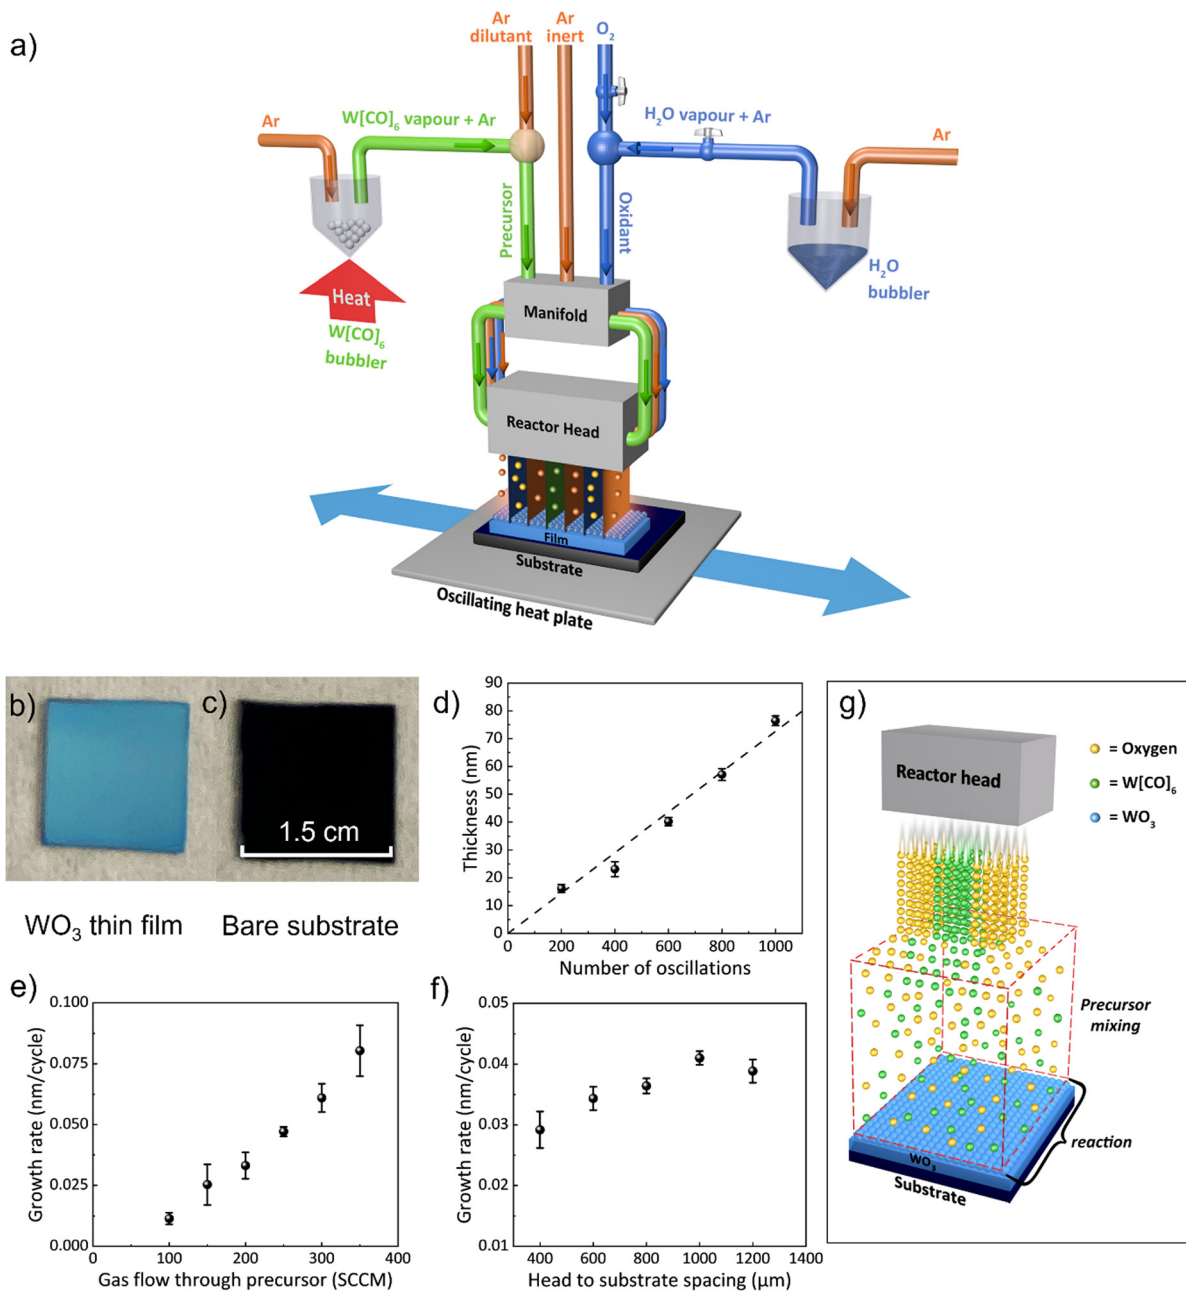 a)
Ar
dilutant
Ar
inert
O₂
Ar
W[CO]₆ vapour + Ar
H₂O vapour + Ar
Ar
Precursor
Oxidant
Heat
W[CO]₆
bubbler
H₂O
bubbler
Manifold
Reactor Head
Film
Substrate
Oscillating heat plate
b)
c)
1.5 cm
WO₃ thin film
Bare substrate
d)
Thickness (nm)
90
80
70
60
50
40
30
20
10
0
0
200
400
600
800
1000
Number of oscillations
e)
Growth rate (nm/cycle)
0.100
0.075
0.050
0.025
0.000
0
100
200
300
400
Gas flow through precursor (SCCM)
f)
Growth rate (nm/cycle)
0.05
0.04
0.03
0.02
0.01
400
600
800
1000
1200
1400
Head to substrate spacing (µm)
g)
Reactor head
= Oxygen
= W[CO]₆
= WO₃
Precursor
mixing
reaction
WO₃
Substrate